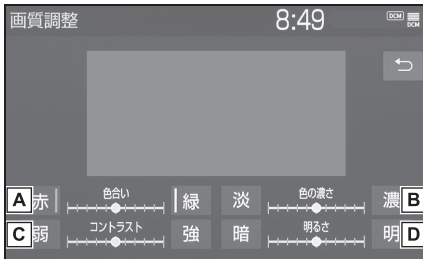 画質調整 8:49 DCM DCM
A 赤 色合い 緑 淡 色の濃さ 濃 B
C 弱 コントラスト 強 暗 明るさ 明 D